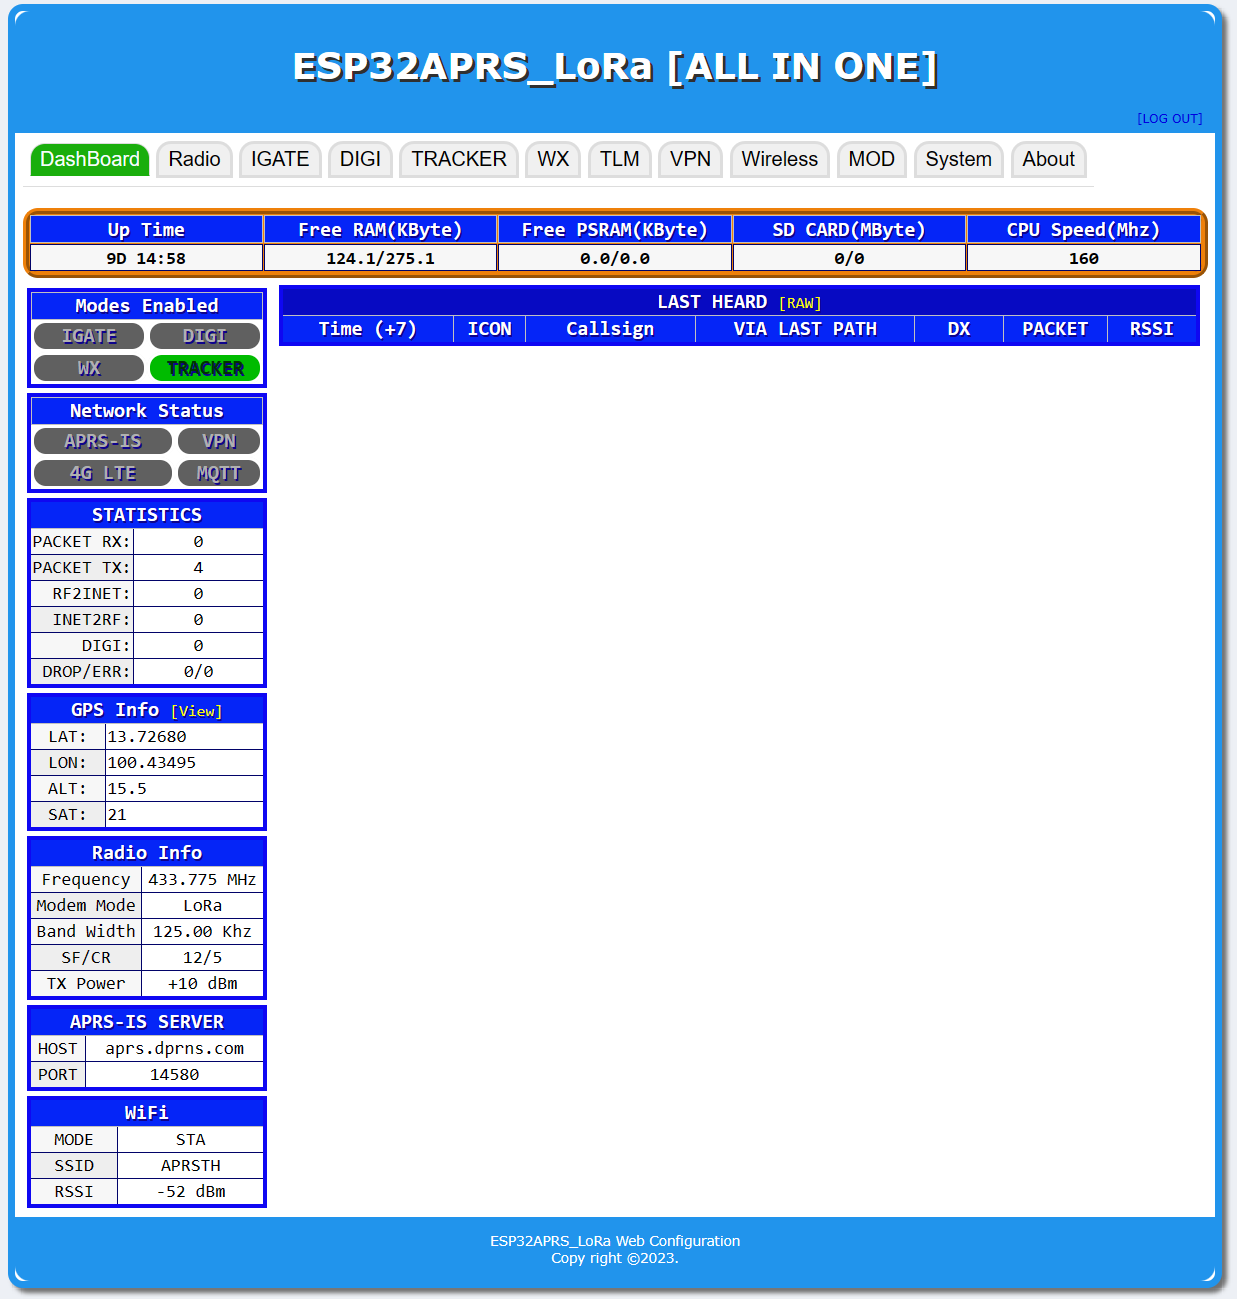 ESP32APRS_LoRa [ALL IN ONE]
[LOG OUT]
DashBoard Radio IGATE DIGI TRACKER WX TLM VPN Wireless MOD System About
Up Time Free RAM(KByte) Free PSRAM(KByte) SD CARD(MByte) CPU Speed(Mhz)
9D 14:58 124.1/275.1 0.0/0.0 0/0 160
Modes Enabled
IGATE DIGI
WX TRACKER
Network Status
APRS-IS VPN
4G LTE MQTT
STATISTICS
PACKET RX: 0
PACKET TX: 4
RF2INET: 0
INET2RF: 0
DIGI: 0
DROP/ERR: 0/0
GPS Info [View]
LAT: 13.72680
LON: 100.43495
ALT: 15.5
SAT: 21
Radio Info
Frequency 433.775 MHz
Modem Mode LoRa
Band Width 125.00 Khz
SF/CR 12/5
TX Power +10 dBm
APRS-IS SERVER
HOST aprs.dprns.com
PORT 14580
WiFi
MODE STA
SSID APRSTH
RSSI -52 dBm
LAST HEARD [RAW]
Time (+7) ICON Callsign VIA LAST PATH DX PACKET RSSI
ESP32APRS_LoRa Web Configuration
Copy right ©2023.